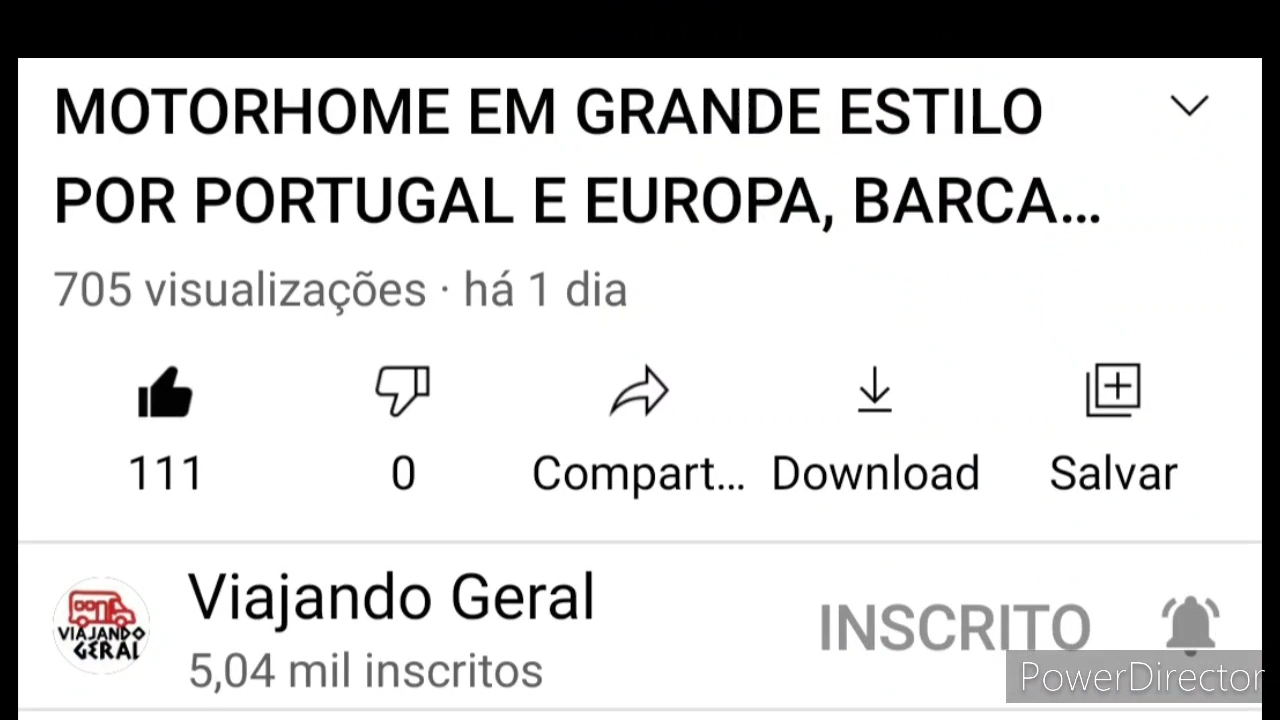 MOTORHOME EM GRANDE ESTILO
POR PORTUGAL E EUROPA, BARCA...
705 visualizações · há 1 dia
111
0
Compart...
Download
Salvar
VIAJANDO
GERAL
Viajando Geral
5,04 mil inscritos
INSCRITO
PowerDirector